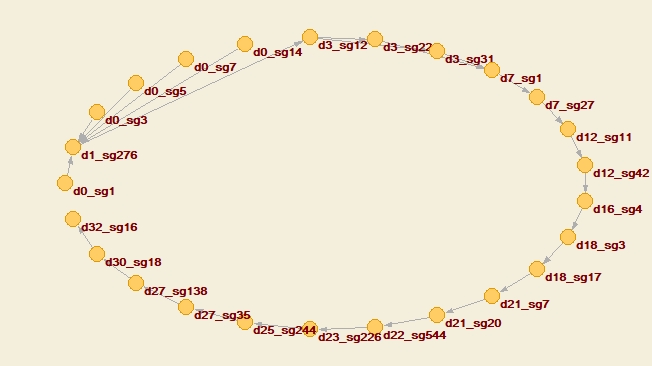 d0_sg14
d3_sg12
d3_sg22
d3_sg31
d0_sg7
d7_sg1
d0_sg5
d7_sg27
d0_sg3
d12_sg11
d1_sg276
d12_sg42
d0_sg1
d16_sg4
d32_sg16
d18_sg3
d30_sg18
d18_sg17
d27_sg138
d21_sg7
d27_sg35
d21_sg20
d25_sg244
d23_sg226
d22_sg544